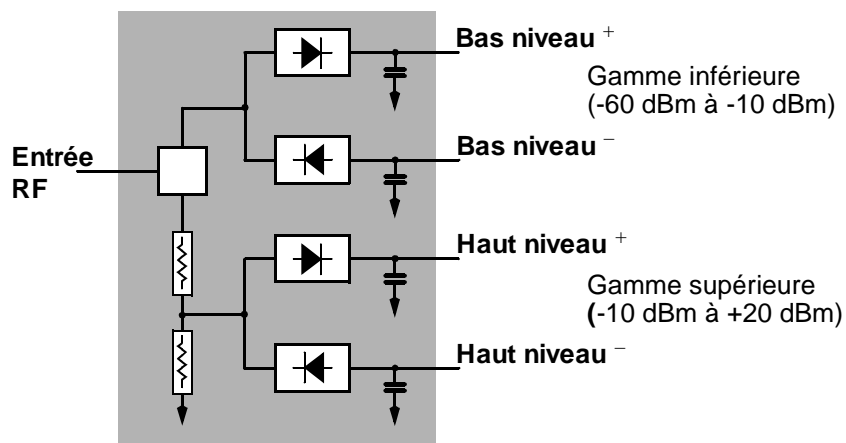 Bas niveau +
Gamme inférieure
(-60 dBm à -10 dBm)
Bas niveau −
Entrée
RF
Haut niveau +
Gamme supérieure
(-10 dBm à +20 dBm)
Haut niveau −